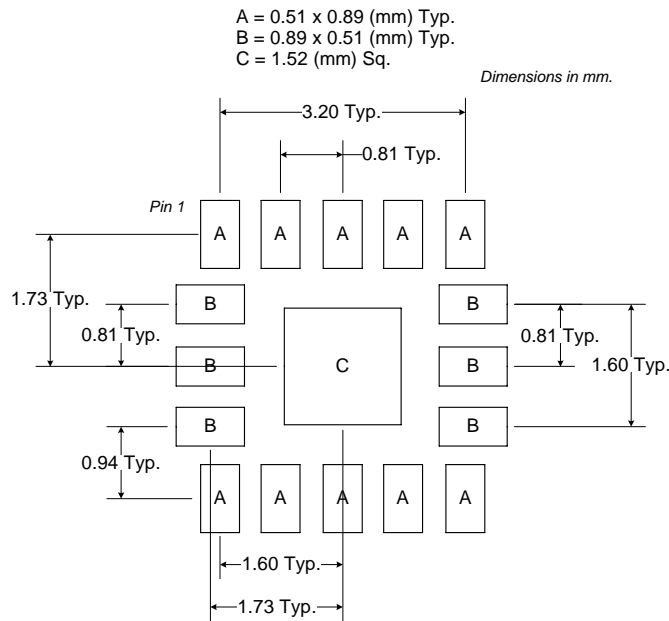 A = 0.51 x 0.89 (mm) Typ.
B = 0.89 x 0.51 (mm) Typ.
C = 1.52 (mm) Sq.
Dimensions in mm.
3.20 Typ.
0.81 Typ.
Pin 1
A A A A A
1.73 Typ.
B B
0.81 Typ. 0.81 Typ.
B C B
1.60 Typ.
B B
0.94 Typ.
A A A A A
1.60 Typ.
1.73 Typ.